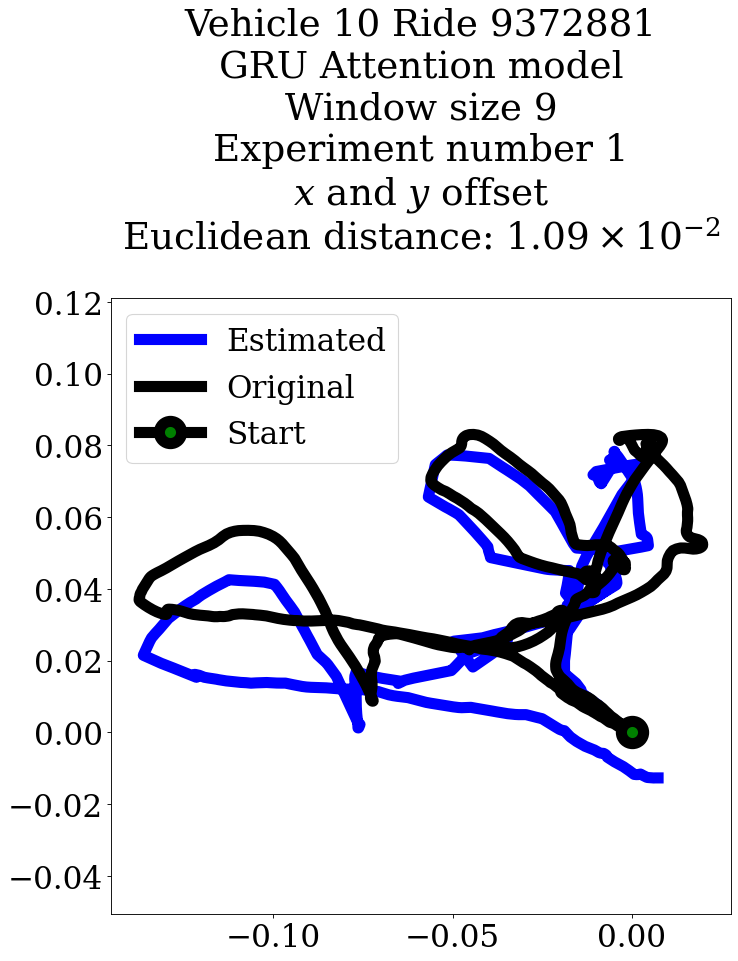 Vehicle 10 Ride 9372881
GRU Attention model
Window size 9
Experiment number 1
x and y offset
Euclidean distance: 1.09 × 10⁻²
Estimated
Original
Start
0.12
0.10
0.08
0.06
0.04
0.02
0.00
−0.02
−0.04
−0.10
−0.05
0.00